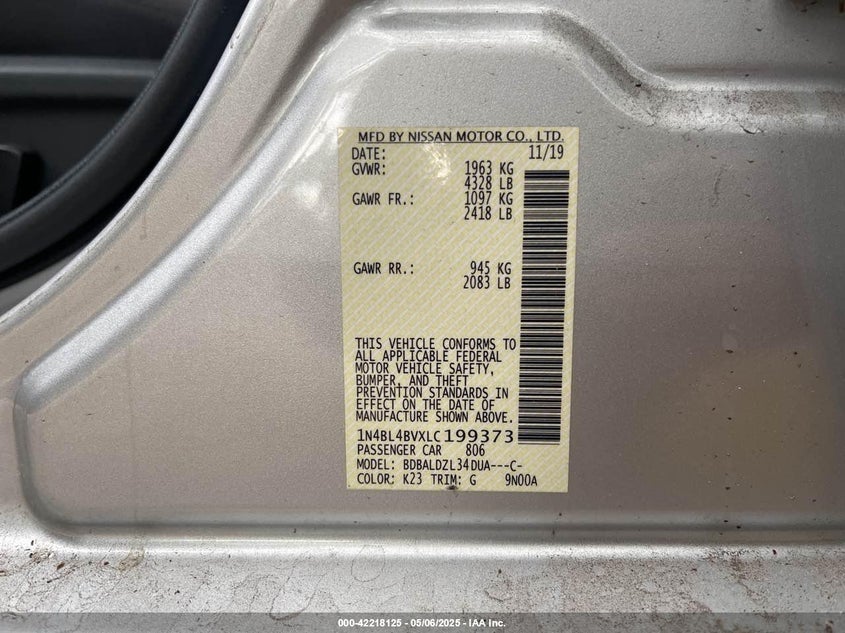 MFD BY NISSAN MOTOR CO., LTD.
DATE: 11/19
GVWR: 1963 KG
4328 LB
GAWR FR.: 1097 KG
2418 LB
GAWR RR.: 945 KG
2083 LB
THIS VEHICLE CONFORMS TO
ALL APPLICABLE FEDERAL
MOTOR VEHICLE SAFETY,
BUMPER, AND THEFT
PREVENTION STANDARDS IN
EFFECT ON THE DATE OF
MANUFACTURE SHOWN ABOVE.
1N4BL4BVXLC199373
PASSENGER CAR 806
MODEL: BDBALDZL34DUA---C-
COLOR: K23 TRIM: G 9N00A
000-42218125 - 05/06/2025 - IAA Inc.